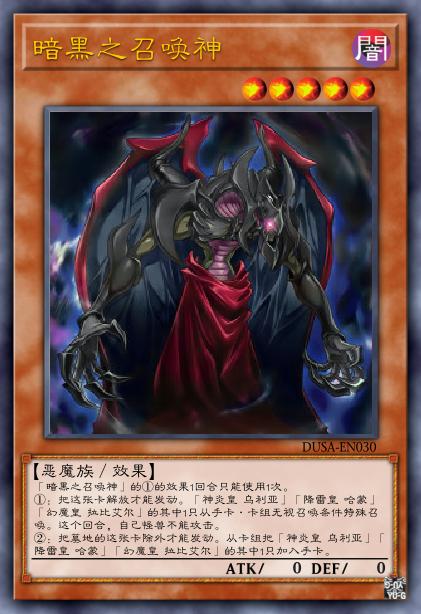 暗黑之召唤神
闇
DUSA-EN030
【恶魔族/效果】
「暗黑之召唤神」的①的效果1回合只能使用1次。
①：把这张卡解放才能发动。「神炎皇 乌利亚」「降雷皇 哈蒙」
「幻魔皇 拉比艾尔」的其中1只从手卡·卡组无视召唤条件特殊召
唤。这个回合，自己怪兽不能攻击。
②：把墓地的这张卡除外才能发动。从卡组把「神炎皇 乌利亚」「
降雷皇 哈蒙」「幻魔皇 拉比艾尔」的其中1只加入手卡。
ATK/ 0 DEF/ 0